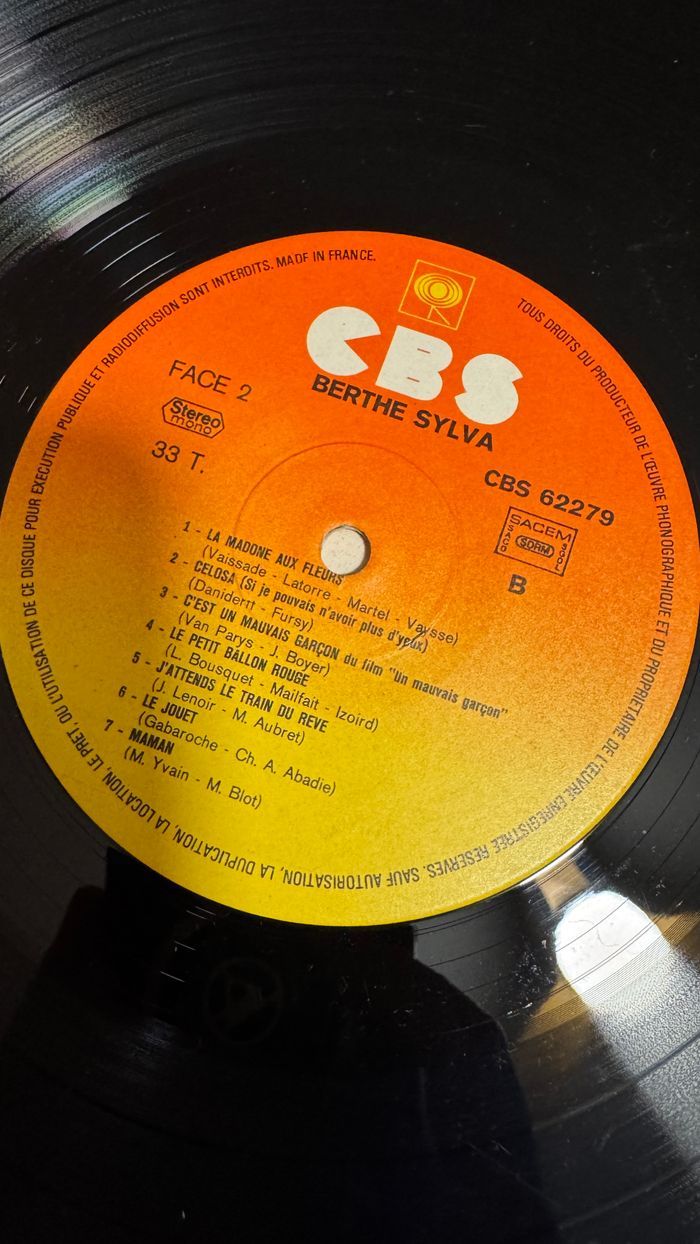 CBS
BERTHE SYLVA
FACE 2
Stereo
mono
33 T.
CBS 62279
SACEM
SACD
SDRM
SGDL
B
1 - LA MADONE AUX FLEURS
(Vaissade - Latorre - Martel - Vaysse)
2 - CELOSA (Si je pouvais n'avoir plus d'yeux)
(Daniderff - Fursy)
3 - C'EST UN MAUVAIS GARÇON du film "Un mauvais garçon"
(Van Parys - J. Boyer)
4 - LE PETIT BALLON ROUGE
(L. Bousquet - Mailfait - Izoird)
5 - J'ATTENDS LE TRAIN DU REVE
(J. Lenoir - M. Aubret)
6 - LE JOUET
(Gabaroche - Ch. A. Abadie)
7 - MAMAN
(M. Yvain - M. Blot)
TOUS DROITS DU PRODUCTEUR DE L'ŒUVRE PHONOGRAPHIQUE ET DU PROPRIETAIRE DE L'ŒUVRE ENREGISTREE RESERVES. SAUF AUTORISATION, LA DUPLICATION, LA LOCATION, LE PRET, OU L'UTILISATION DE CE DISQUE POUR EXECUTION PUBLIQUE ET RADIODIFFUSION SONT INTERDITS. MADE IN FRANCE.